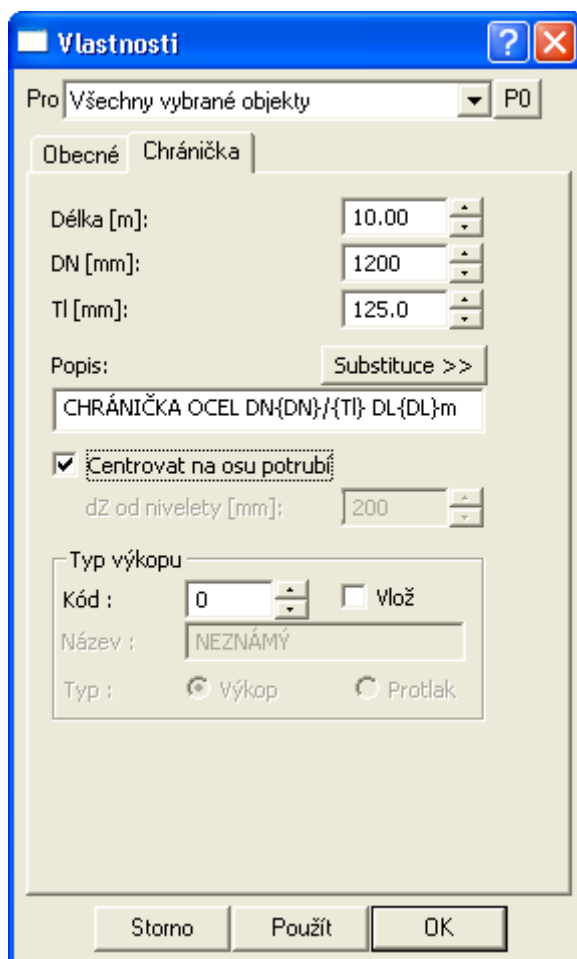 Vlastnosti
Pro Všechny vybrané objekty P0
Obecné Chránička
Délka [m]: 10.00
DN [mm]: 1200
Tl [mm]: 125.0
Popis: Substituce >>
CHRÁNIČKA OCEL DN{DN}/{Tl} DL{DL}m
Centrovat na osu potrubí
dZ od nivelety [mm]: 200
Typ výkopu
Kód : 0 Vlož
Název : NEZNÁMÝ
Typ : Výkop Protlak
Storno Použít OK